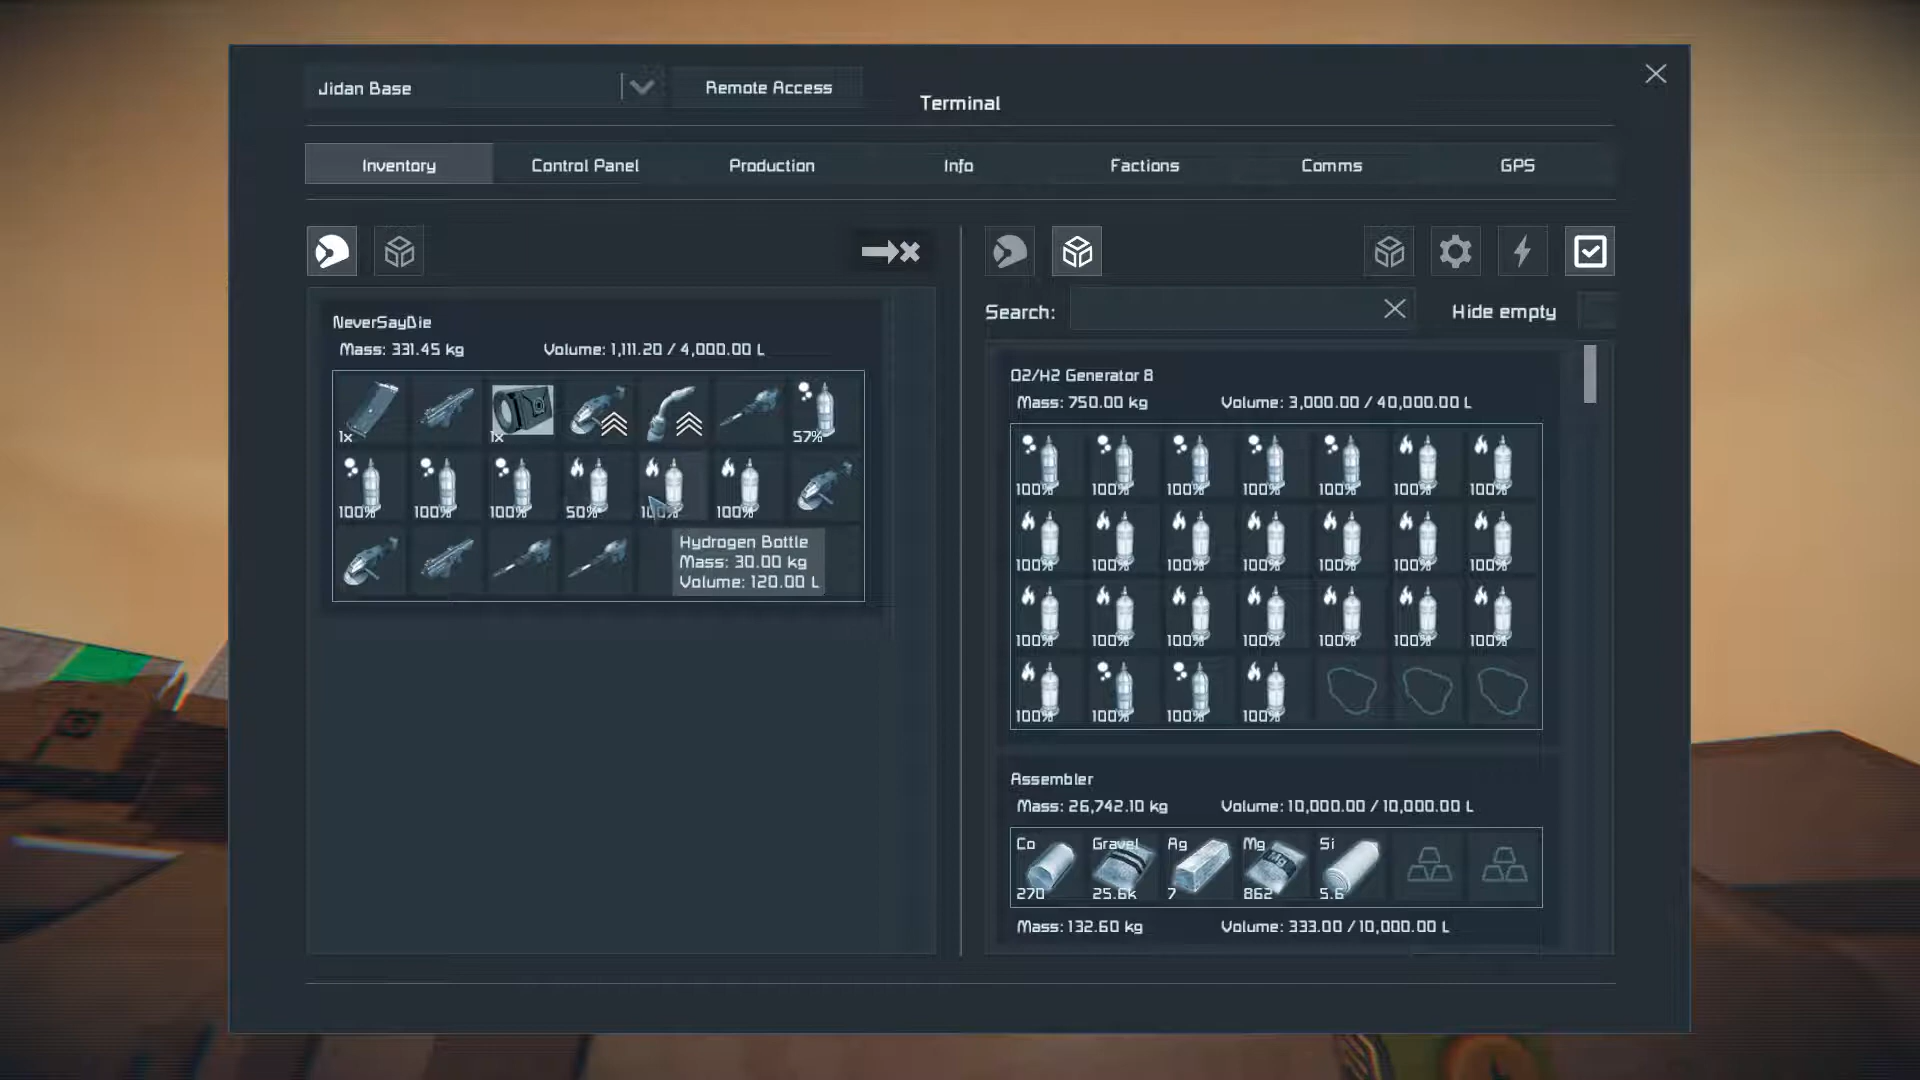 Jidan Base
Remote Access
Terminal
Inventory Control Panel Production Info Factions Comms GPS
NeverSayDie
Mass: 331.45 kg Volume: 1,111.20 / 4,000.00 L
1x 1x 57%
100% 100% 100% 50% 100% 100%
Hydrogen Bottle
Mass: 30.00 kg
Volume: 120.00 L
Search: Hide empty
O2/H2 Generator 8
Mass: 750.00 kg Volume: 3,000.00 / 40,000.00 L
100% 100% 100% 100% 100% 100% 100%
100% 100% 100% 100% 100% 100% 100%
100% 100% 100% 100% 100% 100% 100%
100% 100% 100% 100%
Assembler
Mass: 26,742.10 kg Volume: 10,000.00 / 10,000.00 L
Co Gravel Ag Mg Si
Mg
270 25.6k 7 862 5.6
Mass: 132.60 kg Volume: 333.00 / 10,000.00 L